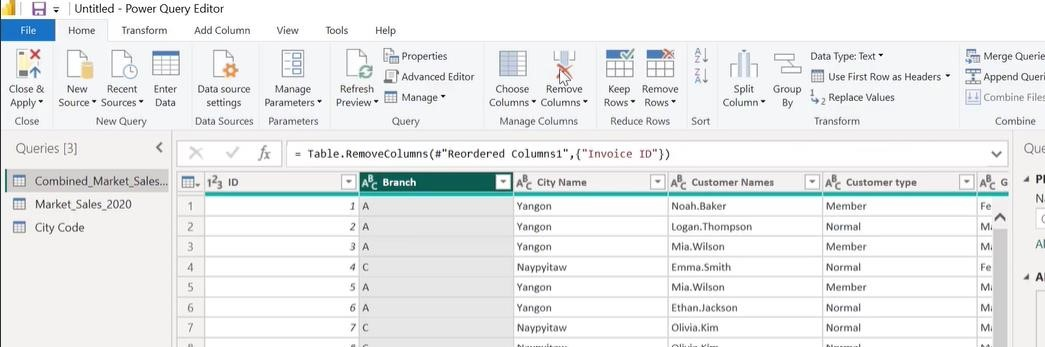 Untitled - Power Query Editor
File Home Transform Add Column View Tools Help
Close & Apply
New Source
Recent Sources
Enter Data
Data source settings
Manage Parameters
Refresh Preview
Properties
Advanced Editor
Manage
Choose Columns
Remove Columns
Keep Rows
Remove Rows
Split Column
Group By
Data Type: Text
Use First Row as Headers
Replace Values
Merge Querie
Append Queri
Combine Files
Close New Query Data Sources Parameters Query Manage Columns Reduce Rows Sort Transform Combine
Queries [3]
= Table.RemoveColumns(#"Reordered Columns1",{"Invoice ID"})
Combined_Market_Sales...
Market_Sales_2020
City Code
ID Branch City Name Customer Names Customer type G
1 1 A Yangon Noah.Baker Member Fe
2 2 A Yangon Logan.Thompson Normal Ma
3 3 A Yangon Mia.Wilson Member Ma
4 4 C Naypyitaw Emma.Smith Normal Fe
5 5 A Yangon Mia.Wilson Member Ma
6 6 A Yangon Ethan.Jackson Normal Ma
7 7 C Naypyitaw Olivia.Kim Normal Ma